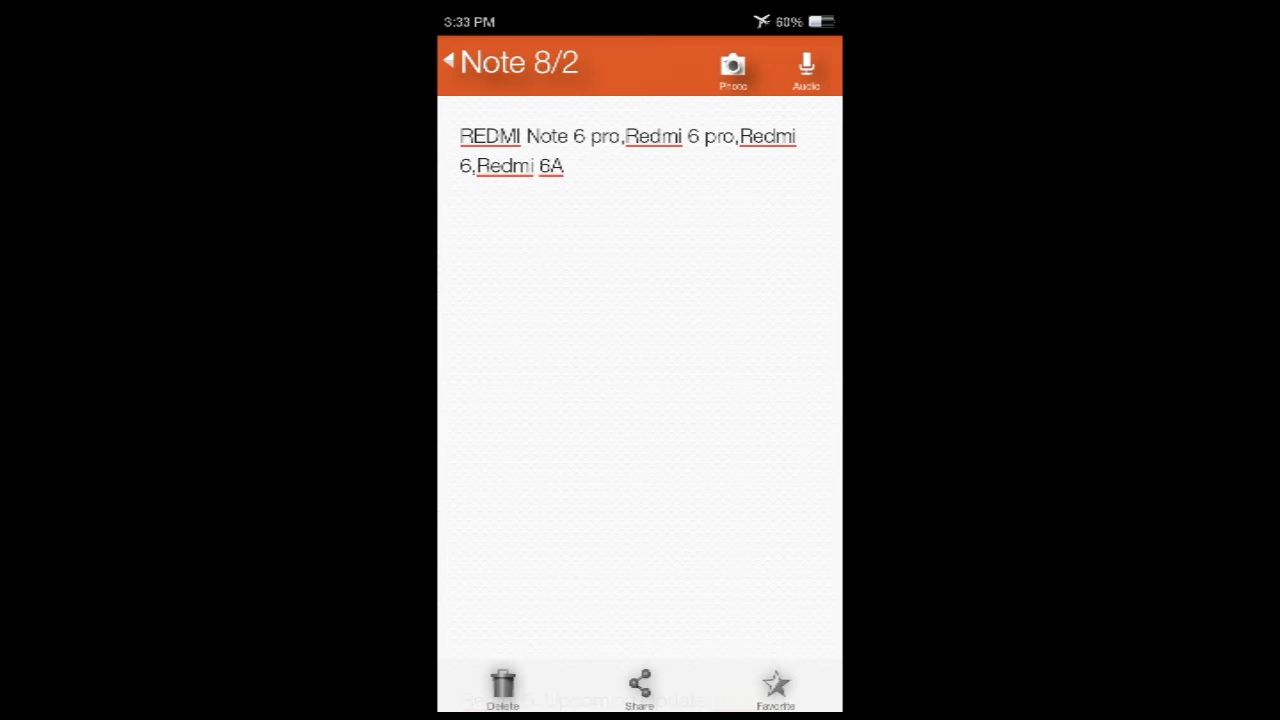 3:33 PM 60%
Note 8/2
Photo Audio
REDMI Note 6 pro,Redmi 6 pro,Redmi
6,Redmi 6A
Delete Share Favorite